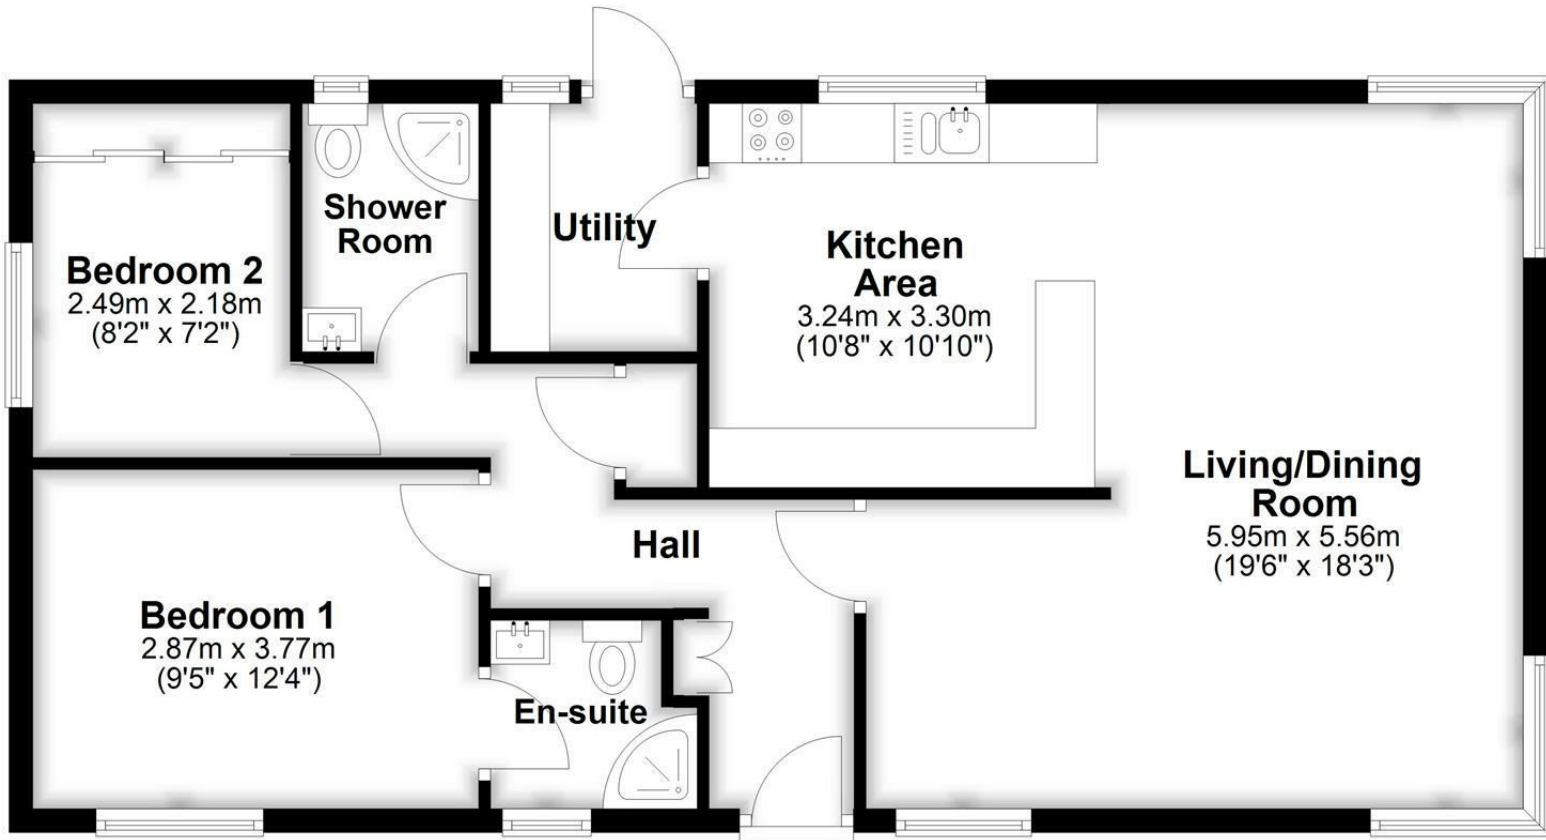 Shower
Room
Utility
Kitchen
Area
3.24m x 3.30m
(10'8" x 10'10")
Bedroom 2
2.49m x 2.18m
(8'2" x 7'2")
Living/Dining
Room
5.95m x 5.56m
(19'6" x 18'3")
Hall
Bedroom 1
2.87m x 3.77m
(9'5" x 12'4")
En-suite